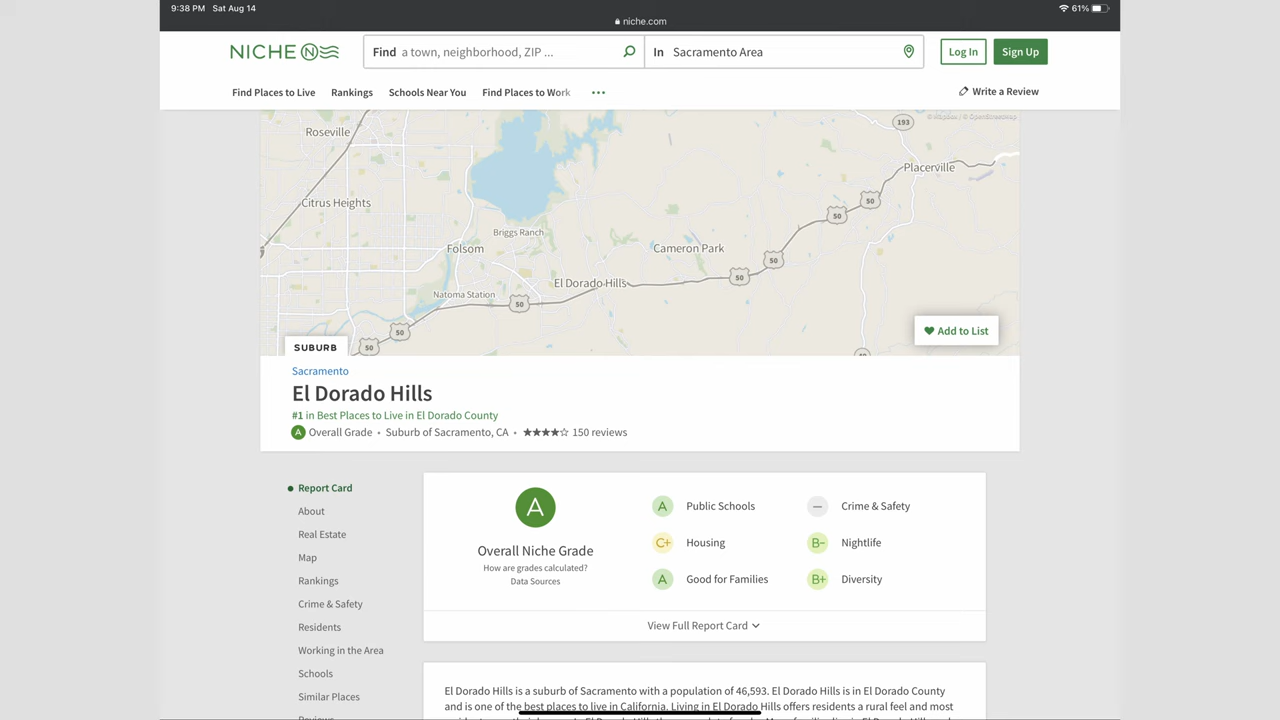 9:38 PM Sat Aug 14
61%
niche.com
NICHE N
Find a town, neighborhood, ZIP ...
In Sacramento Area
Log In
Sign Up
Find Places to Live
Rankings
Schools Near You
Find Places to Work
Write a Review
Roseville
193
© Mapbox / © OpenStreetMap
Placerville
Citrus Heights
50
50
Briggs Ranch
Folsom
Cameron Park
50
50
El Dorado Hills
Natoma Station
50
50
50
SUBURB
Add to List
Sacramento
El Dorado Hills
#1 in Best Places to Live in El Dorado County
A Overall Grade • Suburb of Sacramento, CA • ★★★★☆ 150 reviews
Report Card
About
Real Estate
Map
Rankings
Crime & Safety
Residents
Working in the Area
Schools
Similar Places
A
Overall Niche Grade
How are grades calculated?
Data Sources
A Public Schools
C+ Housing
A Good for Families
— Crime & Safety
B- Nightlife
B+ Diversity
View Full Report Card
El Dorado Hills is a suburb of Sacramento with a population of 46,593. El Dorado Hills is in El Dorado County
and is one of the best places to live in California. Living in El Dorado Hills offers residents a rural feel and most